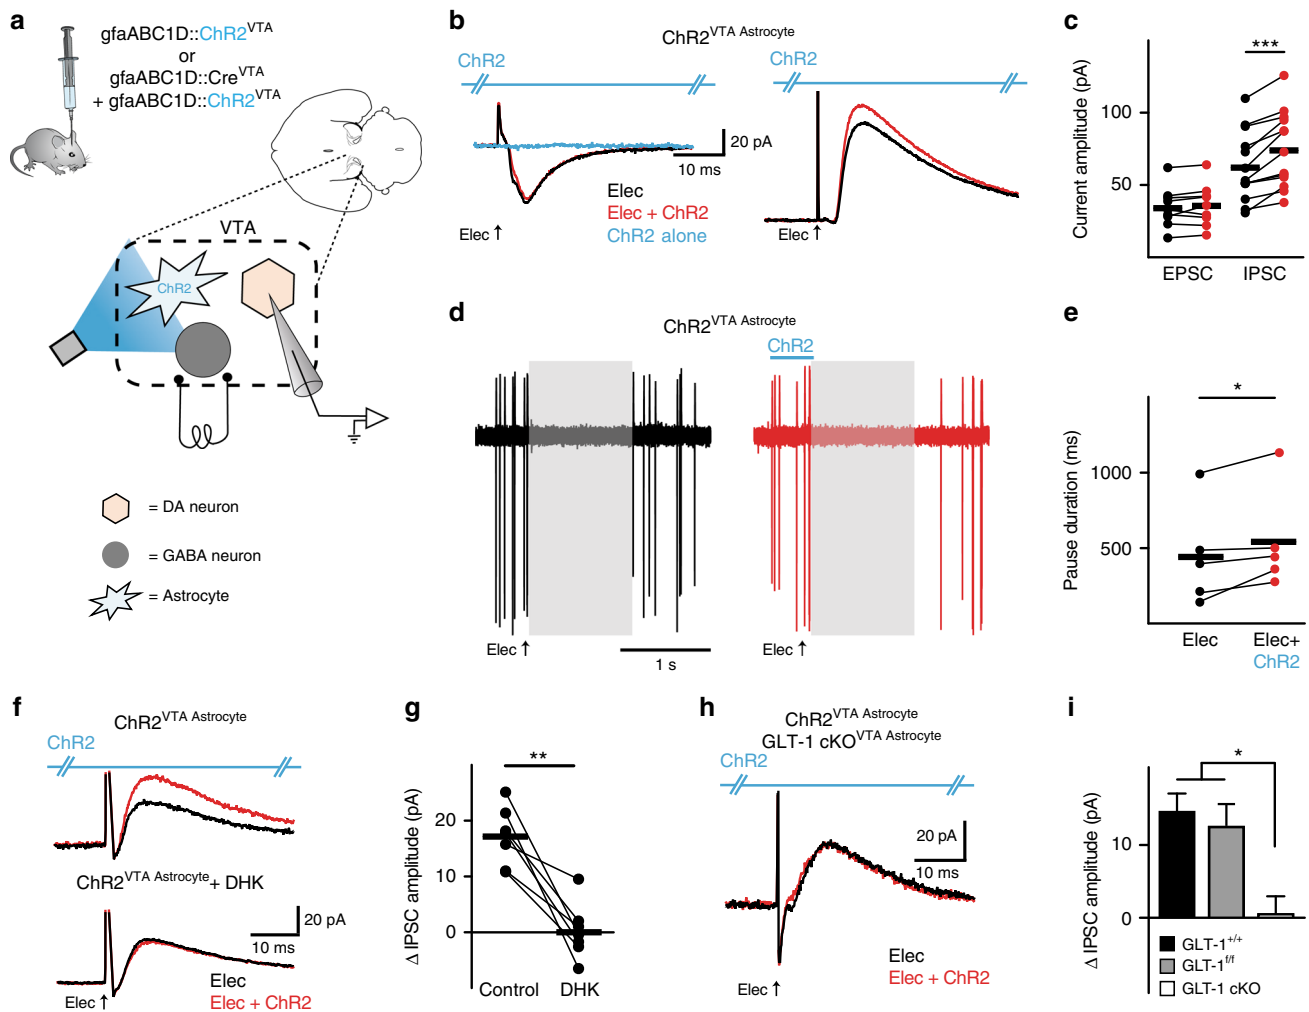 a
gfaABC1D::ChR2VTA
or
gfaABC1D::CreVTA
+ gfaABC1D::ChR2VTA
VTA
ChR2
= DA neuron
= GABA neuron
= Astrocyte
b
ChR2VTA Astrocyte
ChR2
ChR2
20 pA
10 ms
Elec
Elec + ChR2
ChR2 alone
Elec ↑
Elec ↑
c
***
Current amplitude (pA)
100
50
EPSC
IPSC
d
ChR2VTA Astrocyte
ChR2
Elec ↑
Elec ↑
1 s
e
*
Pause duration (ms)
1000
500
Elec
Elec+
ChR2
f
ChR2VTA Astrocyte
ChR2
ChR2VTA Astrocyte + DHK
20 pA
10 ms
Elec
Elec + ChR2
Elec ↑
g
**
Δ IPSC amplitude (pA)
20
10
0
Control
DHK
h
ChR2VTA Astrocyte
GLT-1 cKOVTA Astrocyte
ChR2
20 pA
10 ms
Elec
Elec + ChR2
Elec ↑
i
*
Δ IPSC amplitude (pA)
10
0
GLT-1+/+
GLT-1f/f
GLT-1 cKO